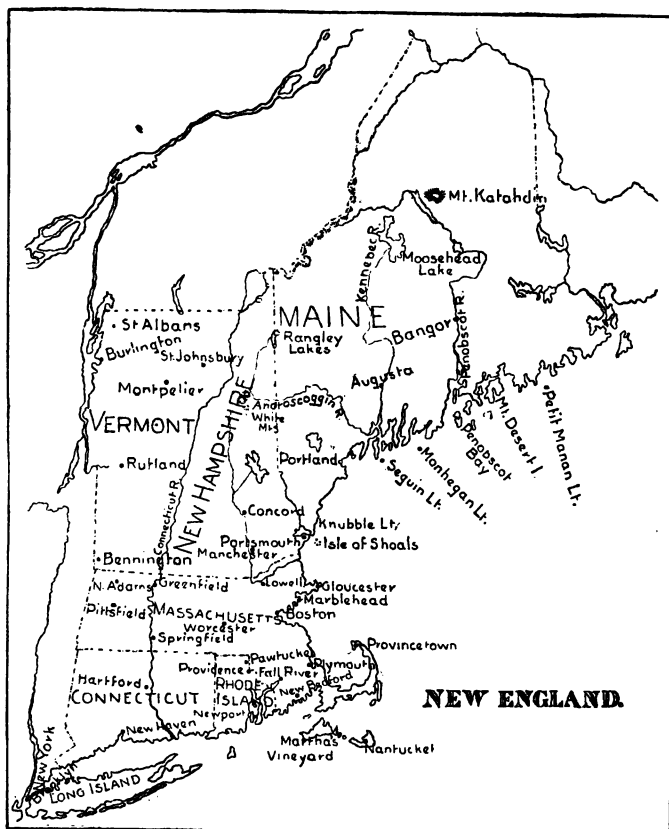 Mt. Katahdin
Kennebec R.
Moosehead
Lake
MAINE
St Albans
Rangley
Lakes
Bangor
Penobscot R.
Burlington
St. Johnsbury
Montpelier
Augusta
VERMONT
NEW HAMPSHIRE
Androscoggin R.
White
Mts
Petit Manan Lt.
Mt. Desert I.
Penobscot
Bay
Monhegan Lt.
Seguin Lt.
Portland
Rutland
Connecticut R.
Concord
Knubble Lt.
Portsmouth
Isle of Shoals
Manchester
Bennington
N. Adams
Greenfield
Lowell
Gloucester
Marblehead
Pittsfield
MASSACHUSETTS
Boston
Worcester
Springfield
Provincetown
Pawtucket
Plymouth
Providence
Fall River
Hartford
RHODE
ISLAND
New Bedford
CONNECTICUT
NEW ENGLAND.
Newport
New Haven
Marthas
Vineyard
Nantucket
New York
Brooklyn
LONG ISLAND